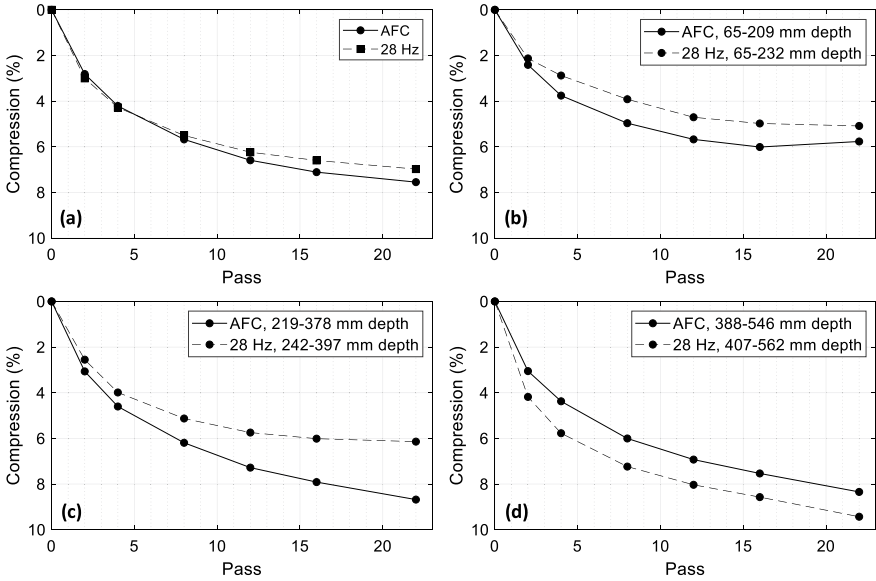 0
2
4
6
8
10
Compression (%)
0 5 10 15 20
Pass
AFC
28 Hz
(a)
0
2
4
6
8
10
Compression (%)
0 5 10 15 20
Pass
AFC, 65-209 mm depth
28 Hz, 65-232 mm depth
(b)
0
2
4
6
8
10
Compression (%)
0 5 10 15 20
Pass
AFC, 219-378 mm depth
28 Hz, 242-397 mm depth
(c)
0
2
4
6
8
10
Compression (%)
0 5 10 15 20
Pass
AFC, 388-546 mm depth
28 Hz, 407-562 mm depth
(d)